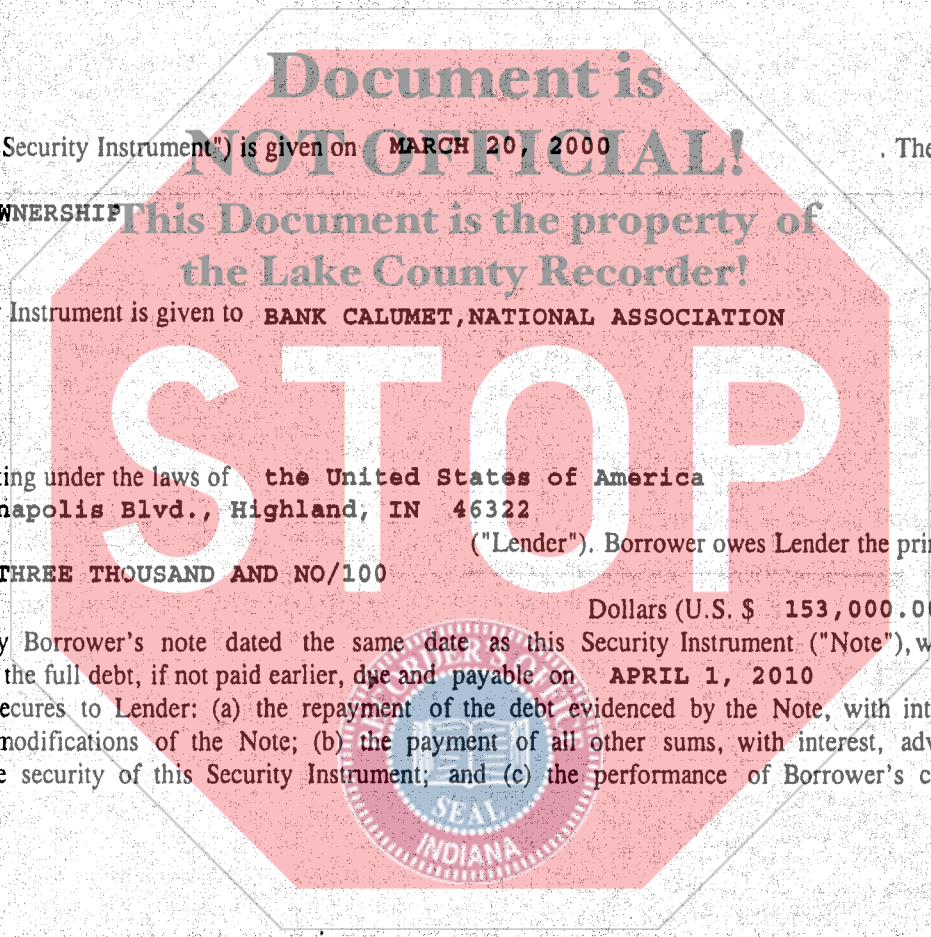 Document is
NOT OFFICIAL!
Security Instrument") is given on MARCH 20, 2000 . The
WNERSHIP
This Document is the property of
the Lake County Recorder!
Instrument is given to BANK CALUMET,NATIONAL ASSOCIATION
STOP
ting under the laws of the United States of America
napolis Blvd., Highland, IN 46322
("Lender"). Borrower owes Lender the prin
THREE THOUSAND AND NO/100
Dollars (U.S. $ 153,000.00
y Borrower's note dated the same date as this Security Instrument ("Note"), w
the full debt, if not paid earlier, due and payable on APRIL 1, 2010
ecures to Lender: (a) the repayment of the debt evidenced by the Note, with int
modifications of the Note; (b) the payment of all other sums, with interest, adv
e security of this Security Instrument; and (c) the performance of Borrower's c
RECORDER'S OFFICE
SEAL
INDIANA